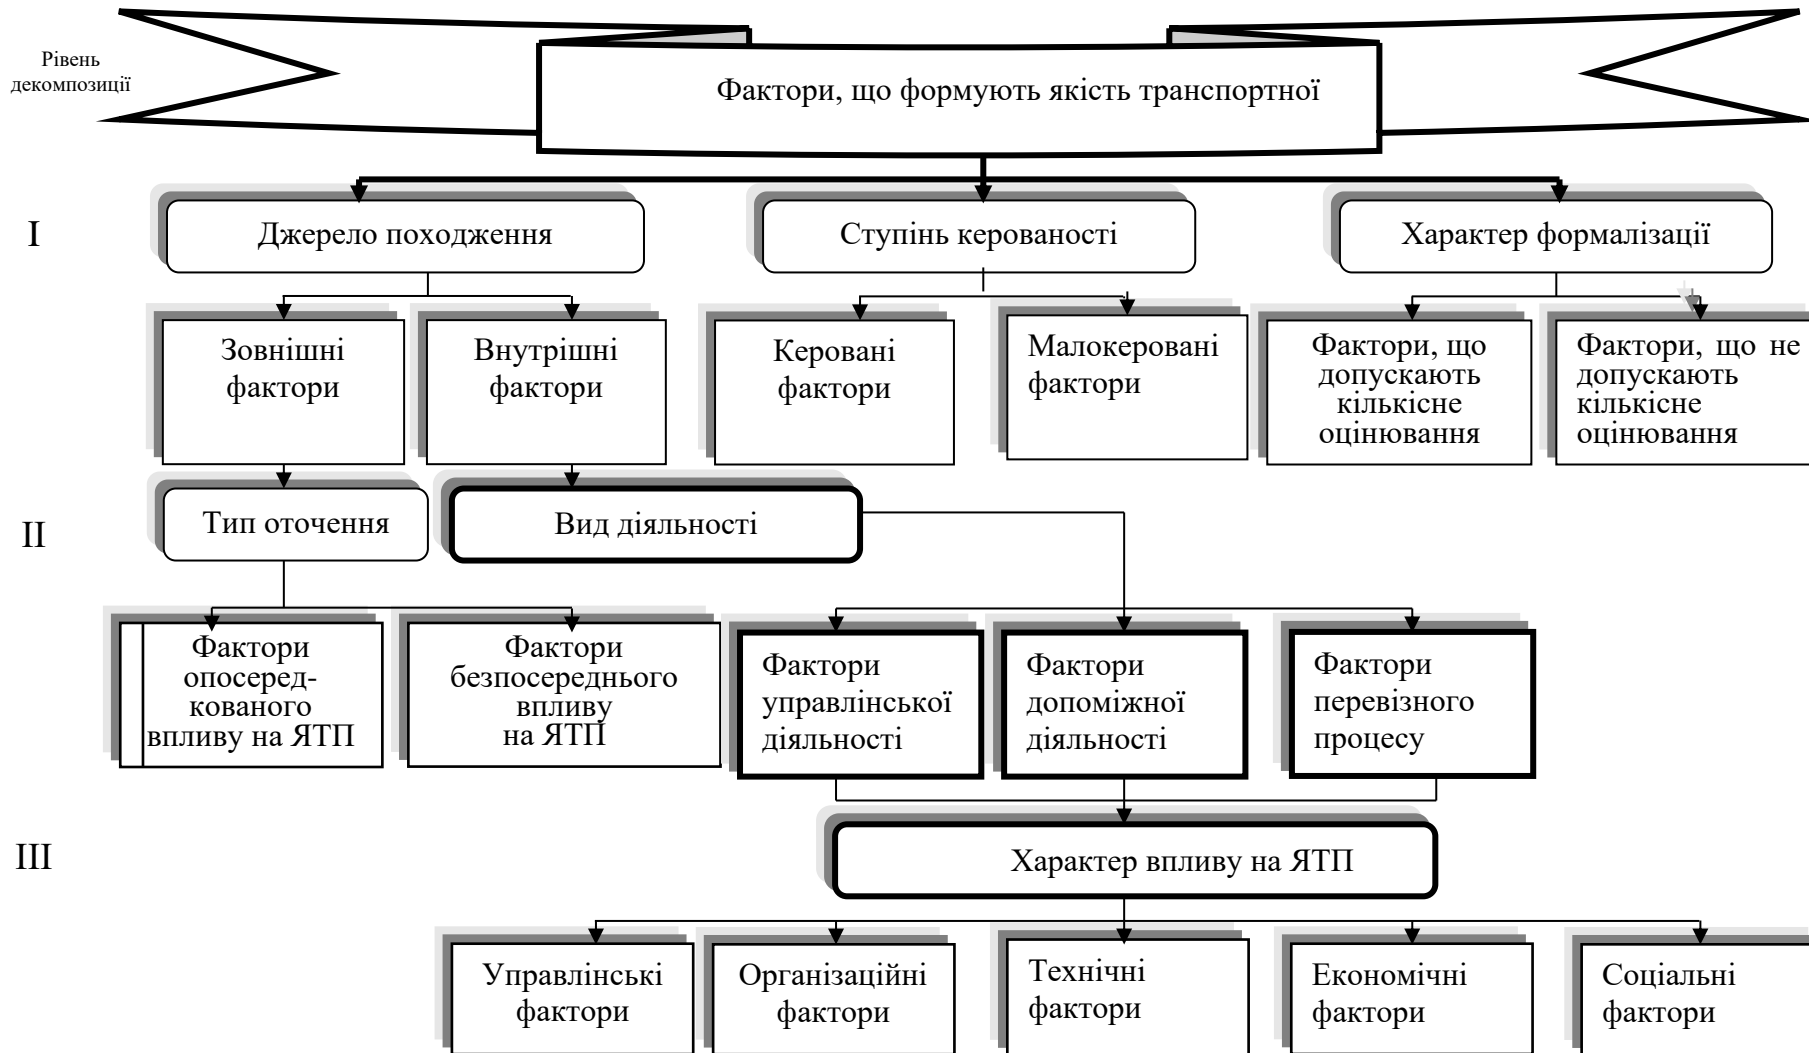 Рівень
декомпозиції
Фактори, що формують якість транспортної
I
Джерело походження
Ступінь керованості
Характер формалізації
Зовнішні
фактори
Внутрішні
фактори
Керовані
фактори
Малокеровані
фактори
Фактори, що
допускають
кількісне
оцінювання
Фактори, що не
допускають
кількісне
оцінювання
II
Тип оточення
Вид діяльності
Фактори
опосеред-
кованого
впливу на ЯТП
Фактори
безпосереднього
впливу
на ЯТП
Фактори
управлінської
діяльності
Фактори
допоміжної
діяльності
Фактори
перевізного
процесу
III
Характер впливу на ЯТП
Управлінські
фактори
Організаційні
фактори
Технічні
фактори
Економічні
фактори
Соціальні
фактори